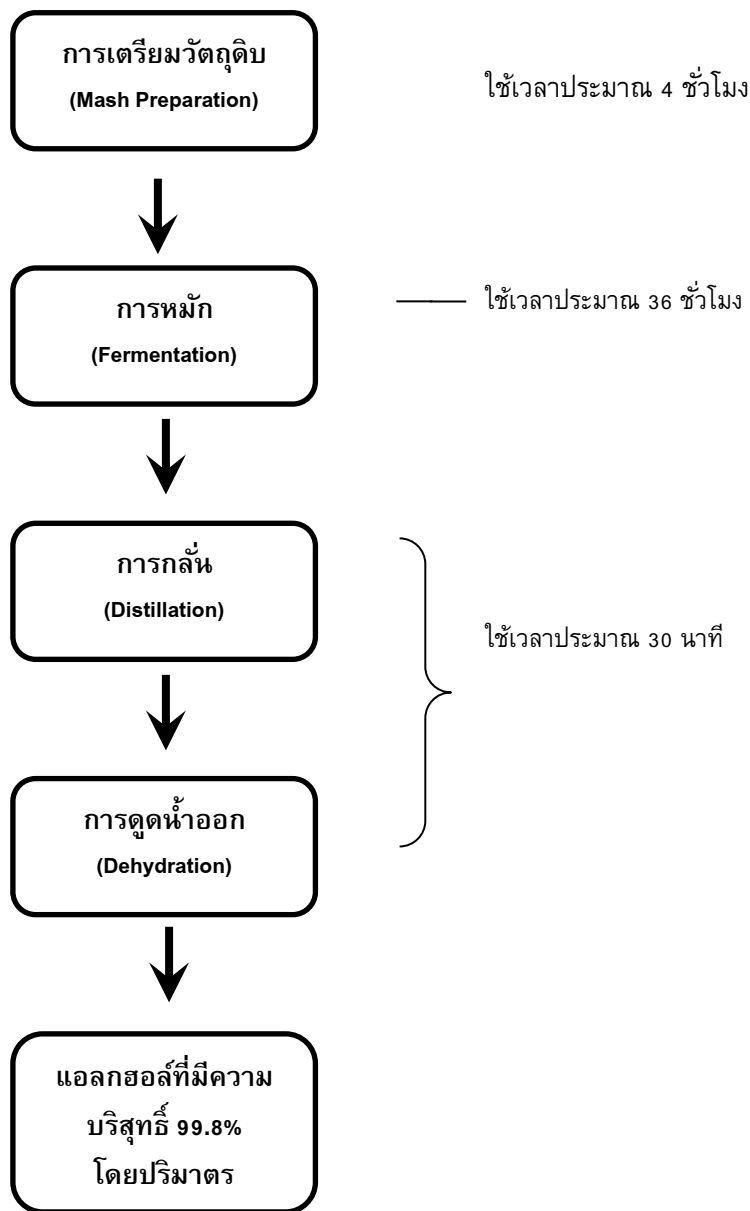 การเตรียมวัตถุดิบ
(Mash Preparation)
ใช้เวลาประมาณ 4 ชั่วโมง
การหมัก
(Fermentation)
ใช้เวลาประมาณ 36 ชั่วโมง
การกลั่น
(Distillation)
ใช้เวลาประมาณ 30 นาที
การดูดน้ำออก
(Dehydration)
แอลกฮอล์ที่มีความ
บริสุทธิ์ 99.8%
โดยปริมาตร